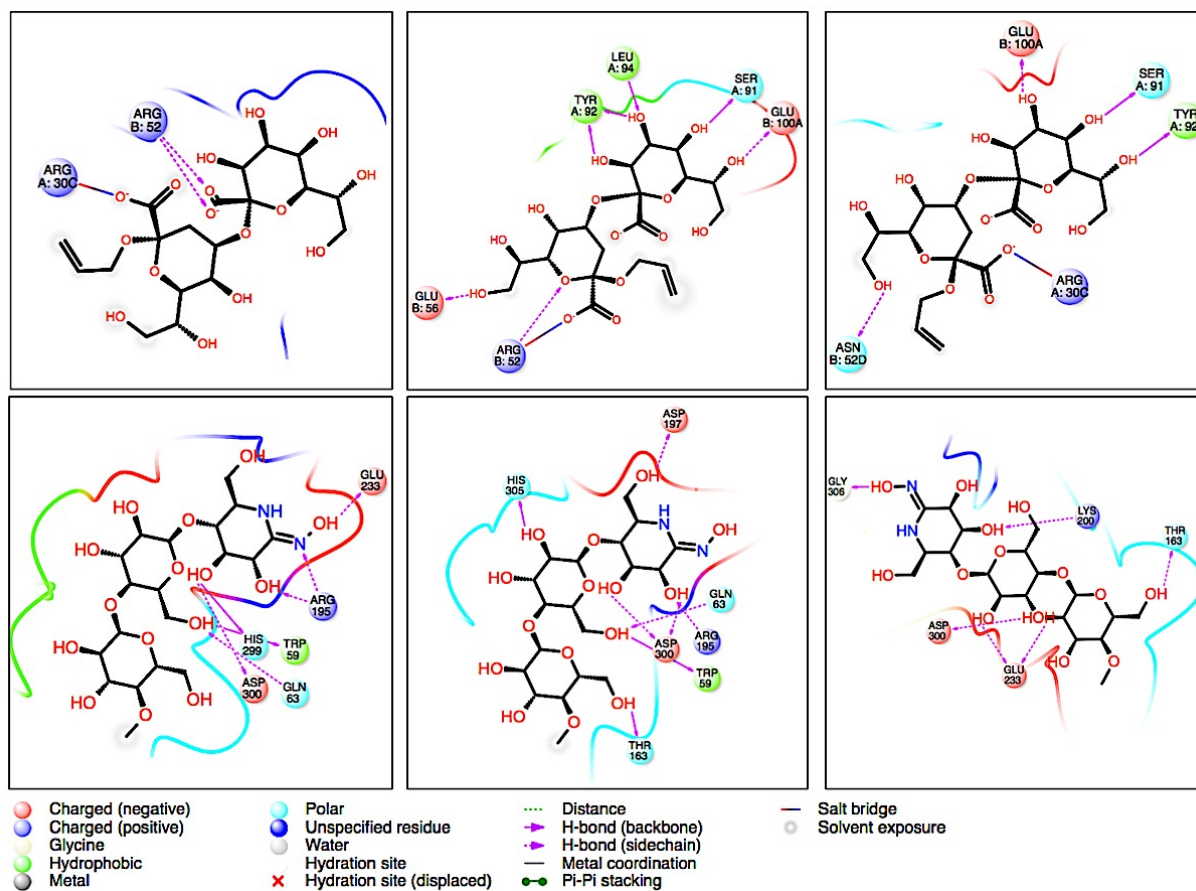 HO
OH
ARG
B: 52
HO
OH
ARG
A: 30C
O⁻
O
O
O⁻
O
OH
O
O
HO
O
OH
HO
OH
LEU
A: 94
SER
A: 91
TYR
A: 92
HO
OH
GLU
B: 100A
HO
OH
O
O
HO
HO
O⁻
O
HO
O
O
HO
GLU
B: 56
O⁻
O
ARG
B: 52
GLU
B: 100A
SER
A: 91
HO
OH
TYR
A: 92
HO
OH
HO
O
O
HO
O⁻
O
HO
O
O⁻
HO
O
O
ARG
A: 30C
ASN
B: 52D
OH
GLU
233
HO
O
NH
OH
HO
O
HO
N
HO
OH
O
OH
ARG
195
O
OH
HIS
299
TRP
59
HO
O
ASP
300
GLN
63
HO
OH
O
ASP
197
OH
HIS
305
HO
O
NH
OH
HO
O
N
HO
OH
GLN
63
O
OH
ARG
195
O
ASP
300
TRP
59
HO
O
HO
OH
O
THR
163
GLY
306
HO
N
OH
HO
LYS
200
HN
OH
THR
163
HO
O
O
O
O
OH
ASP
300
OH
OH
HO
O
GLU
233
Charged (negative)
Charged (positive)
Glycine
Hydrophobic
Metal
Polar
Unspecified residue
Water
Hydration site
Hydration site (displaced)
Distance
H-bond (backbone)
H-bond (sidechain)
Metal coordination
Pi-Pi stacking
Salt bridge
Solvent exposure